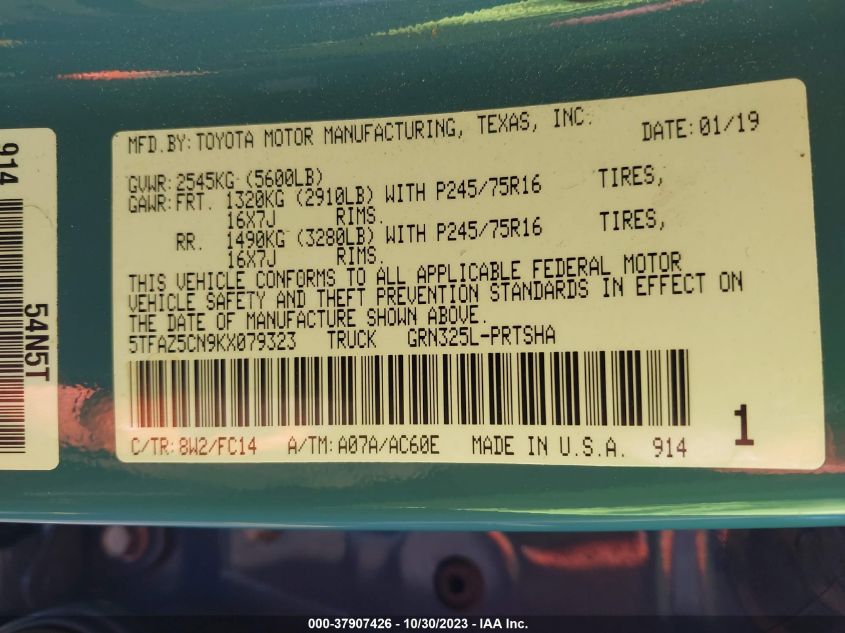 MFD.BY: TOYOTA MOTOR MANUFACTURING, TEXAS, INC. DATE: 01/19
GVWR: 2545KG (5600LB)
GAWR: FRT. 1320KG (2910LB) WITH P245/75R16 TIRES,
16X7J RIMS.
RR. 1490KG (3280LB) WITH P245/75R16 TIRES,
16X7J RIMS.
THIS VEHICLE CONFORMS TO ALL APPLICABLE FEDERAL MOTOR
VEHICLE SAFETY AND THEFT PREVENTION STANDARDS IN EFFECT ON
THE DATE OF MANUFACTURE SHOWN ABOVE.
5TFAZ5CN9KX079323 TRUCK GRN325L-PRTSHA
C/TR: 8W2/FC14 A/TM: A07A/AC60E MADE IN U.S.A. 914
1
914
54N5T
000-37907426 - 10/30/2023 - IAA Inc.